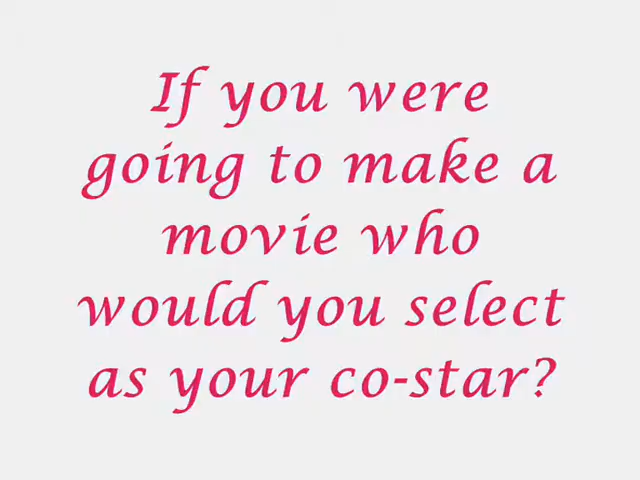 If you were
going to make a
movie who
would you select
as your co-star?